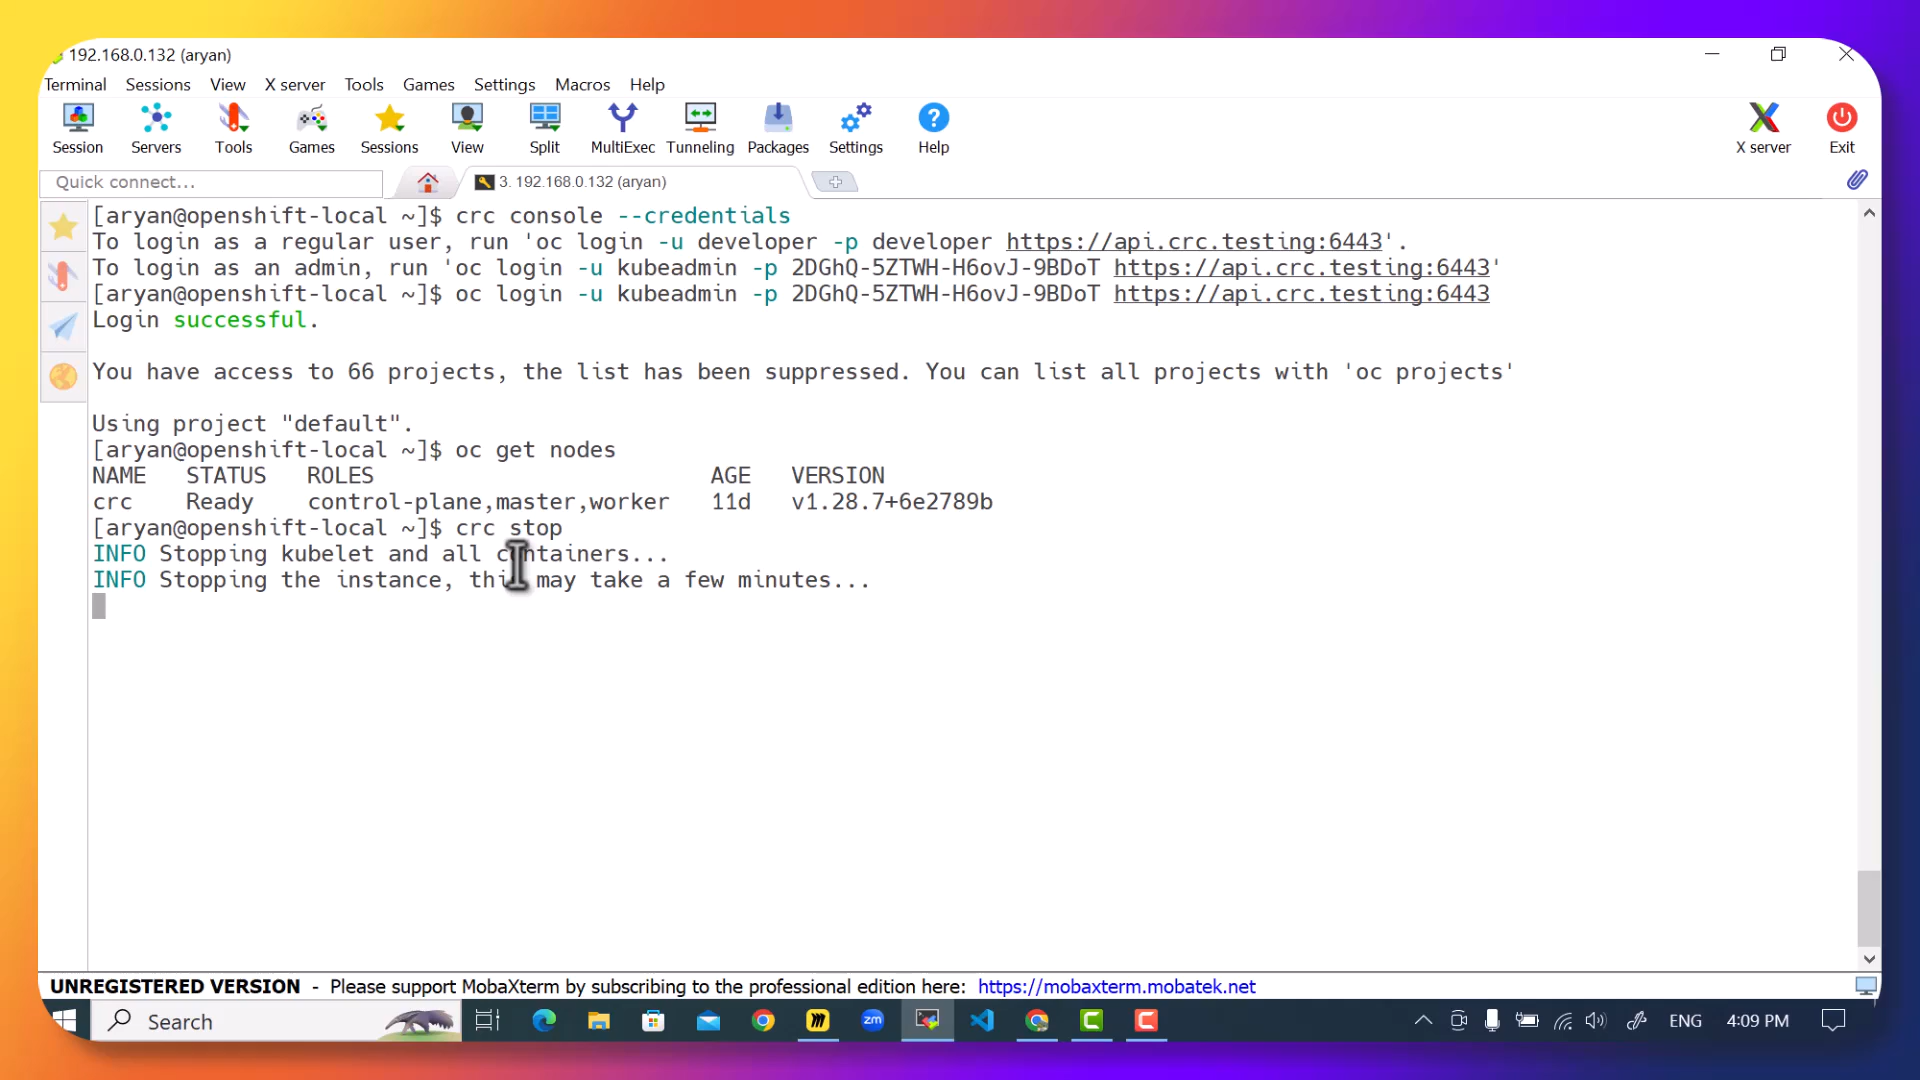 192.168.0.132 (aryan)
Terminal Sessions View X server Tools Games Settings Macros Help
Session Servers Tools Games Sessions View Split MultiExec Tunneling Packages Settings Help X server Exit
Quick connect... 3. 192.168.0.132 (aryan)
[aryan@openshift-local ~]$ crc console --credentials
To login as a regular user, run 'oc login -u developer -p developer https://api.crc.testing:6443'.
To login as an admin, run 'oc login -u kubeadmin -p 2DGhQ-5ZTWH-H6ovJ-9BDoT https://api.crc.testing:6443'
[aryan@openshift-local ~]$ oc login -u kubeadmin -p 2DGhQ-5ZTWH-H6ovJ-9BDoT https://api.crc.testing:6443
Login successful.
You have access to 66 projects, the list has been suppressed. You can list all projects with 'oc projects'
Using project "default".
[aryan@openshift-local ~]$ oc get nodes
NAME STATUS ROLES AGE VERSION
crc Ready control-plane,master,worker 11d v1.28.7+6e2789b
[aryan@openshift-local ~]$ crc stop
INFO Stopping kubelet and all containers...
INFO Stopping the instance, this may take a few minutes...
UNREGISTERED VERSION - Please support MobaXterm by subscribing to the professional edition here: https://mobaxterm.mobatek.net
Search zm ENG 4:09 PM